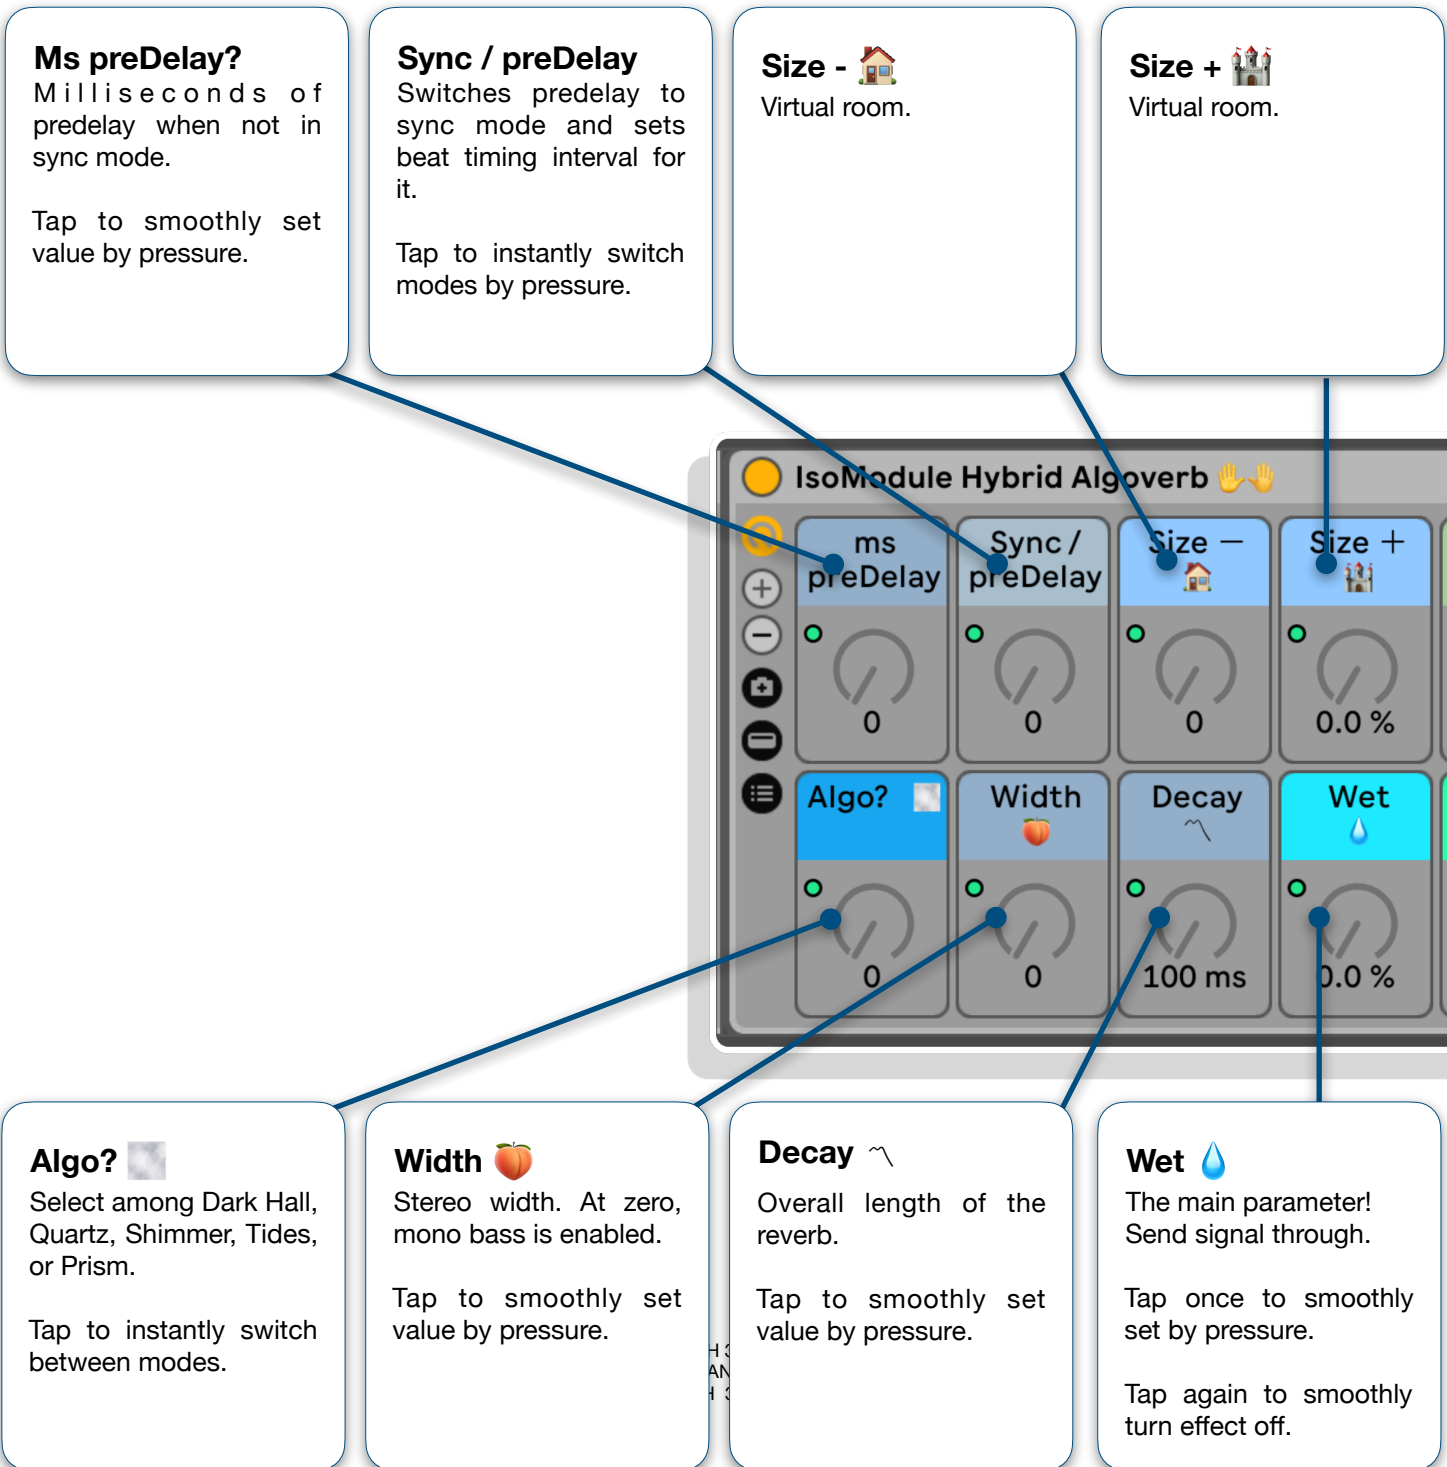 Ms preDelay?
Milliseconds of
predelay when not in
sync mode.
Tap to smoothly set
value by pressure.
Sync / preDelay
Switches predelay to
sync mode and sets
beat timing interval for
it.
Tap to instantly switch
modes by pressure.
Size - 🏠
Virtual room.
Size + 🏰
Virtual room.
IsoModule Hybrid Algoverb 🤚🤚
ms
preDelay
Sync /
preDelay
Size –
🏠
Size +
🏰
0
0
0
0.0 %
Algo?
Width
🍑
Decay
Wet
💧
0
0
100 ms
0.0 %
Algo?
Select among Dark Hall,
Quartz, Shimmer, Tides,
or Prism.
Tap to instantly switch
between modes.
Width 🍑
Stereo width. At zero,
mono bass is enabled.
Tap to smoothly set
value by pressure.
Decay
Overall length of the
reverb.
Tap to smoothly set
value by pressure.
Wet 💧
The main parameter!
Send signal through.
Tap once to smoothly
set by pressure.
Tap again to smoothly
turn effect off.